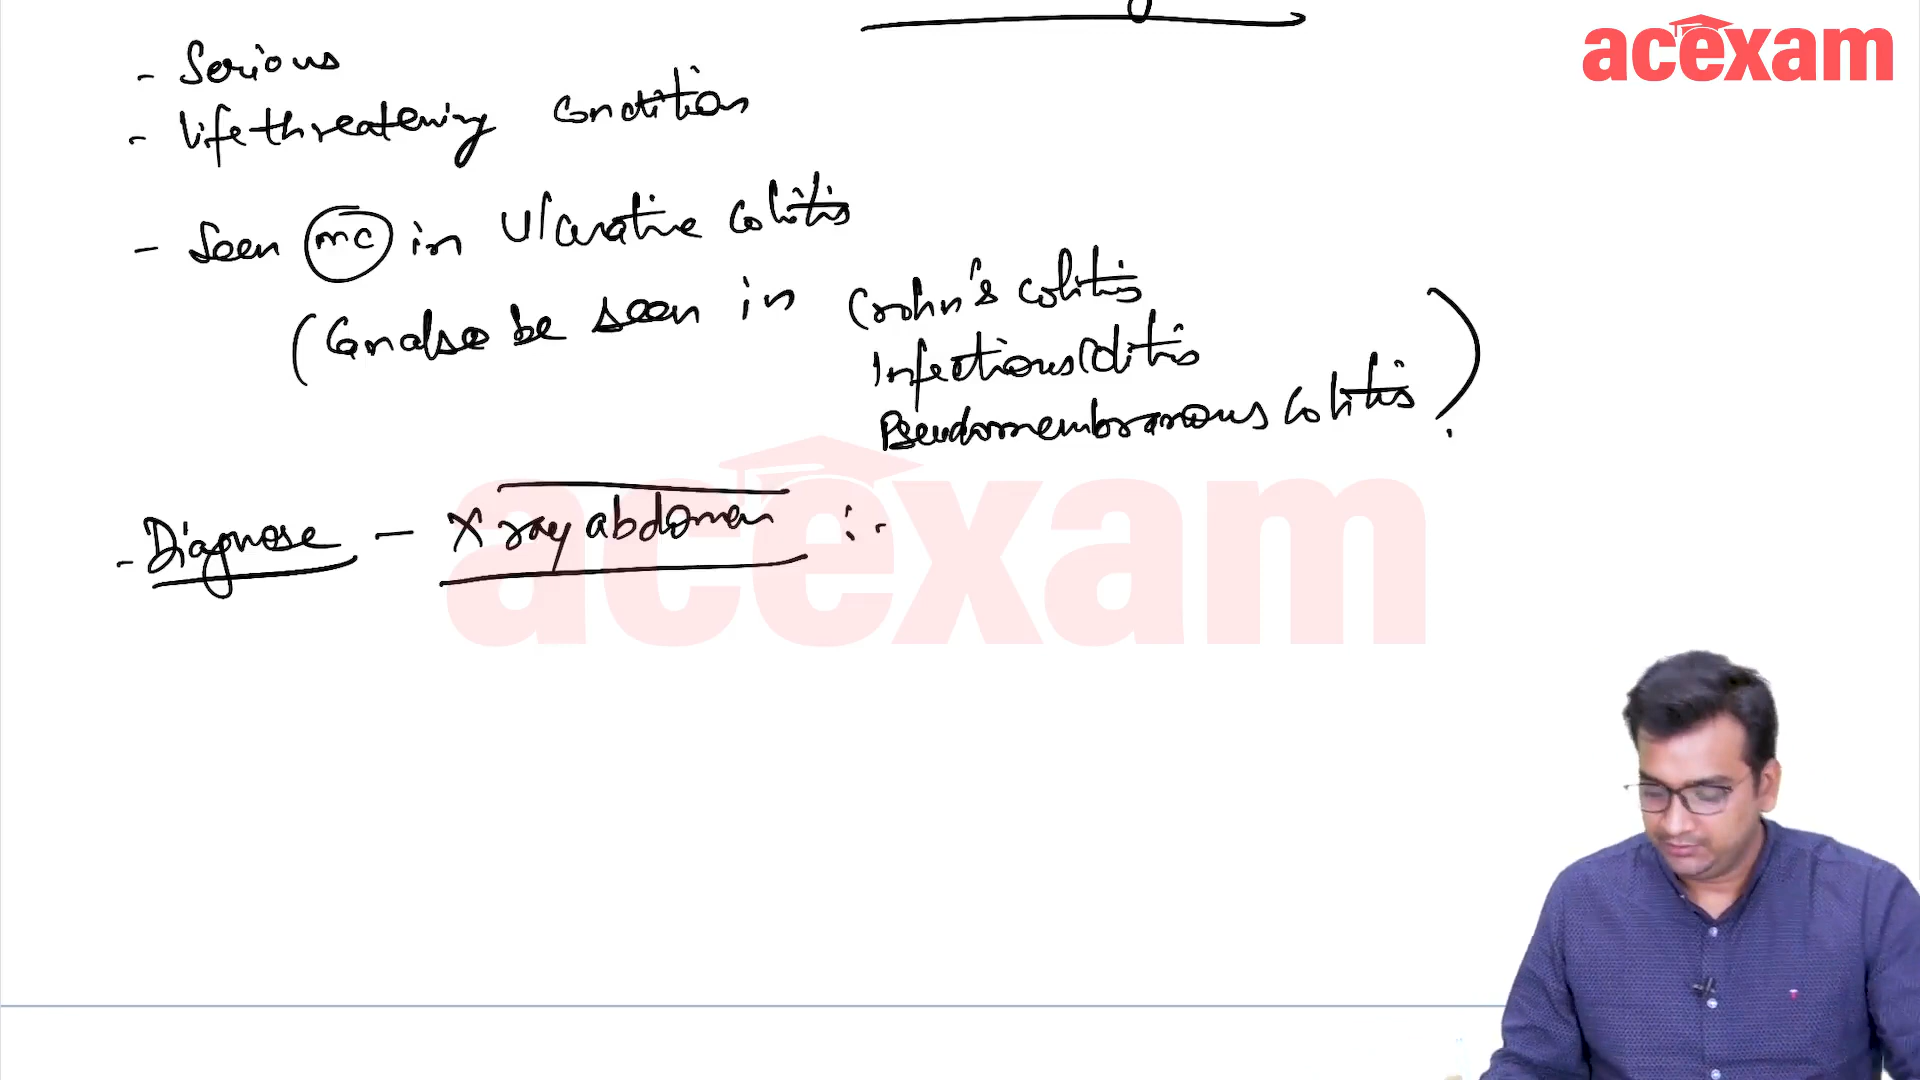 acexam
- Serious
- life threatening condition
- Seen mc in Ulcerative colitis
(Can also be seen in Crohn's colitis
Infectious Colitis
Pseudomembranous colitis)
- Diagnose - X ray abdomen :-
acexam